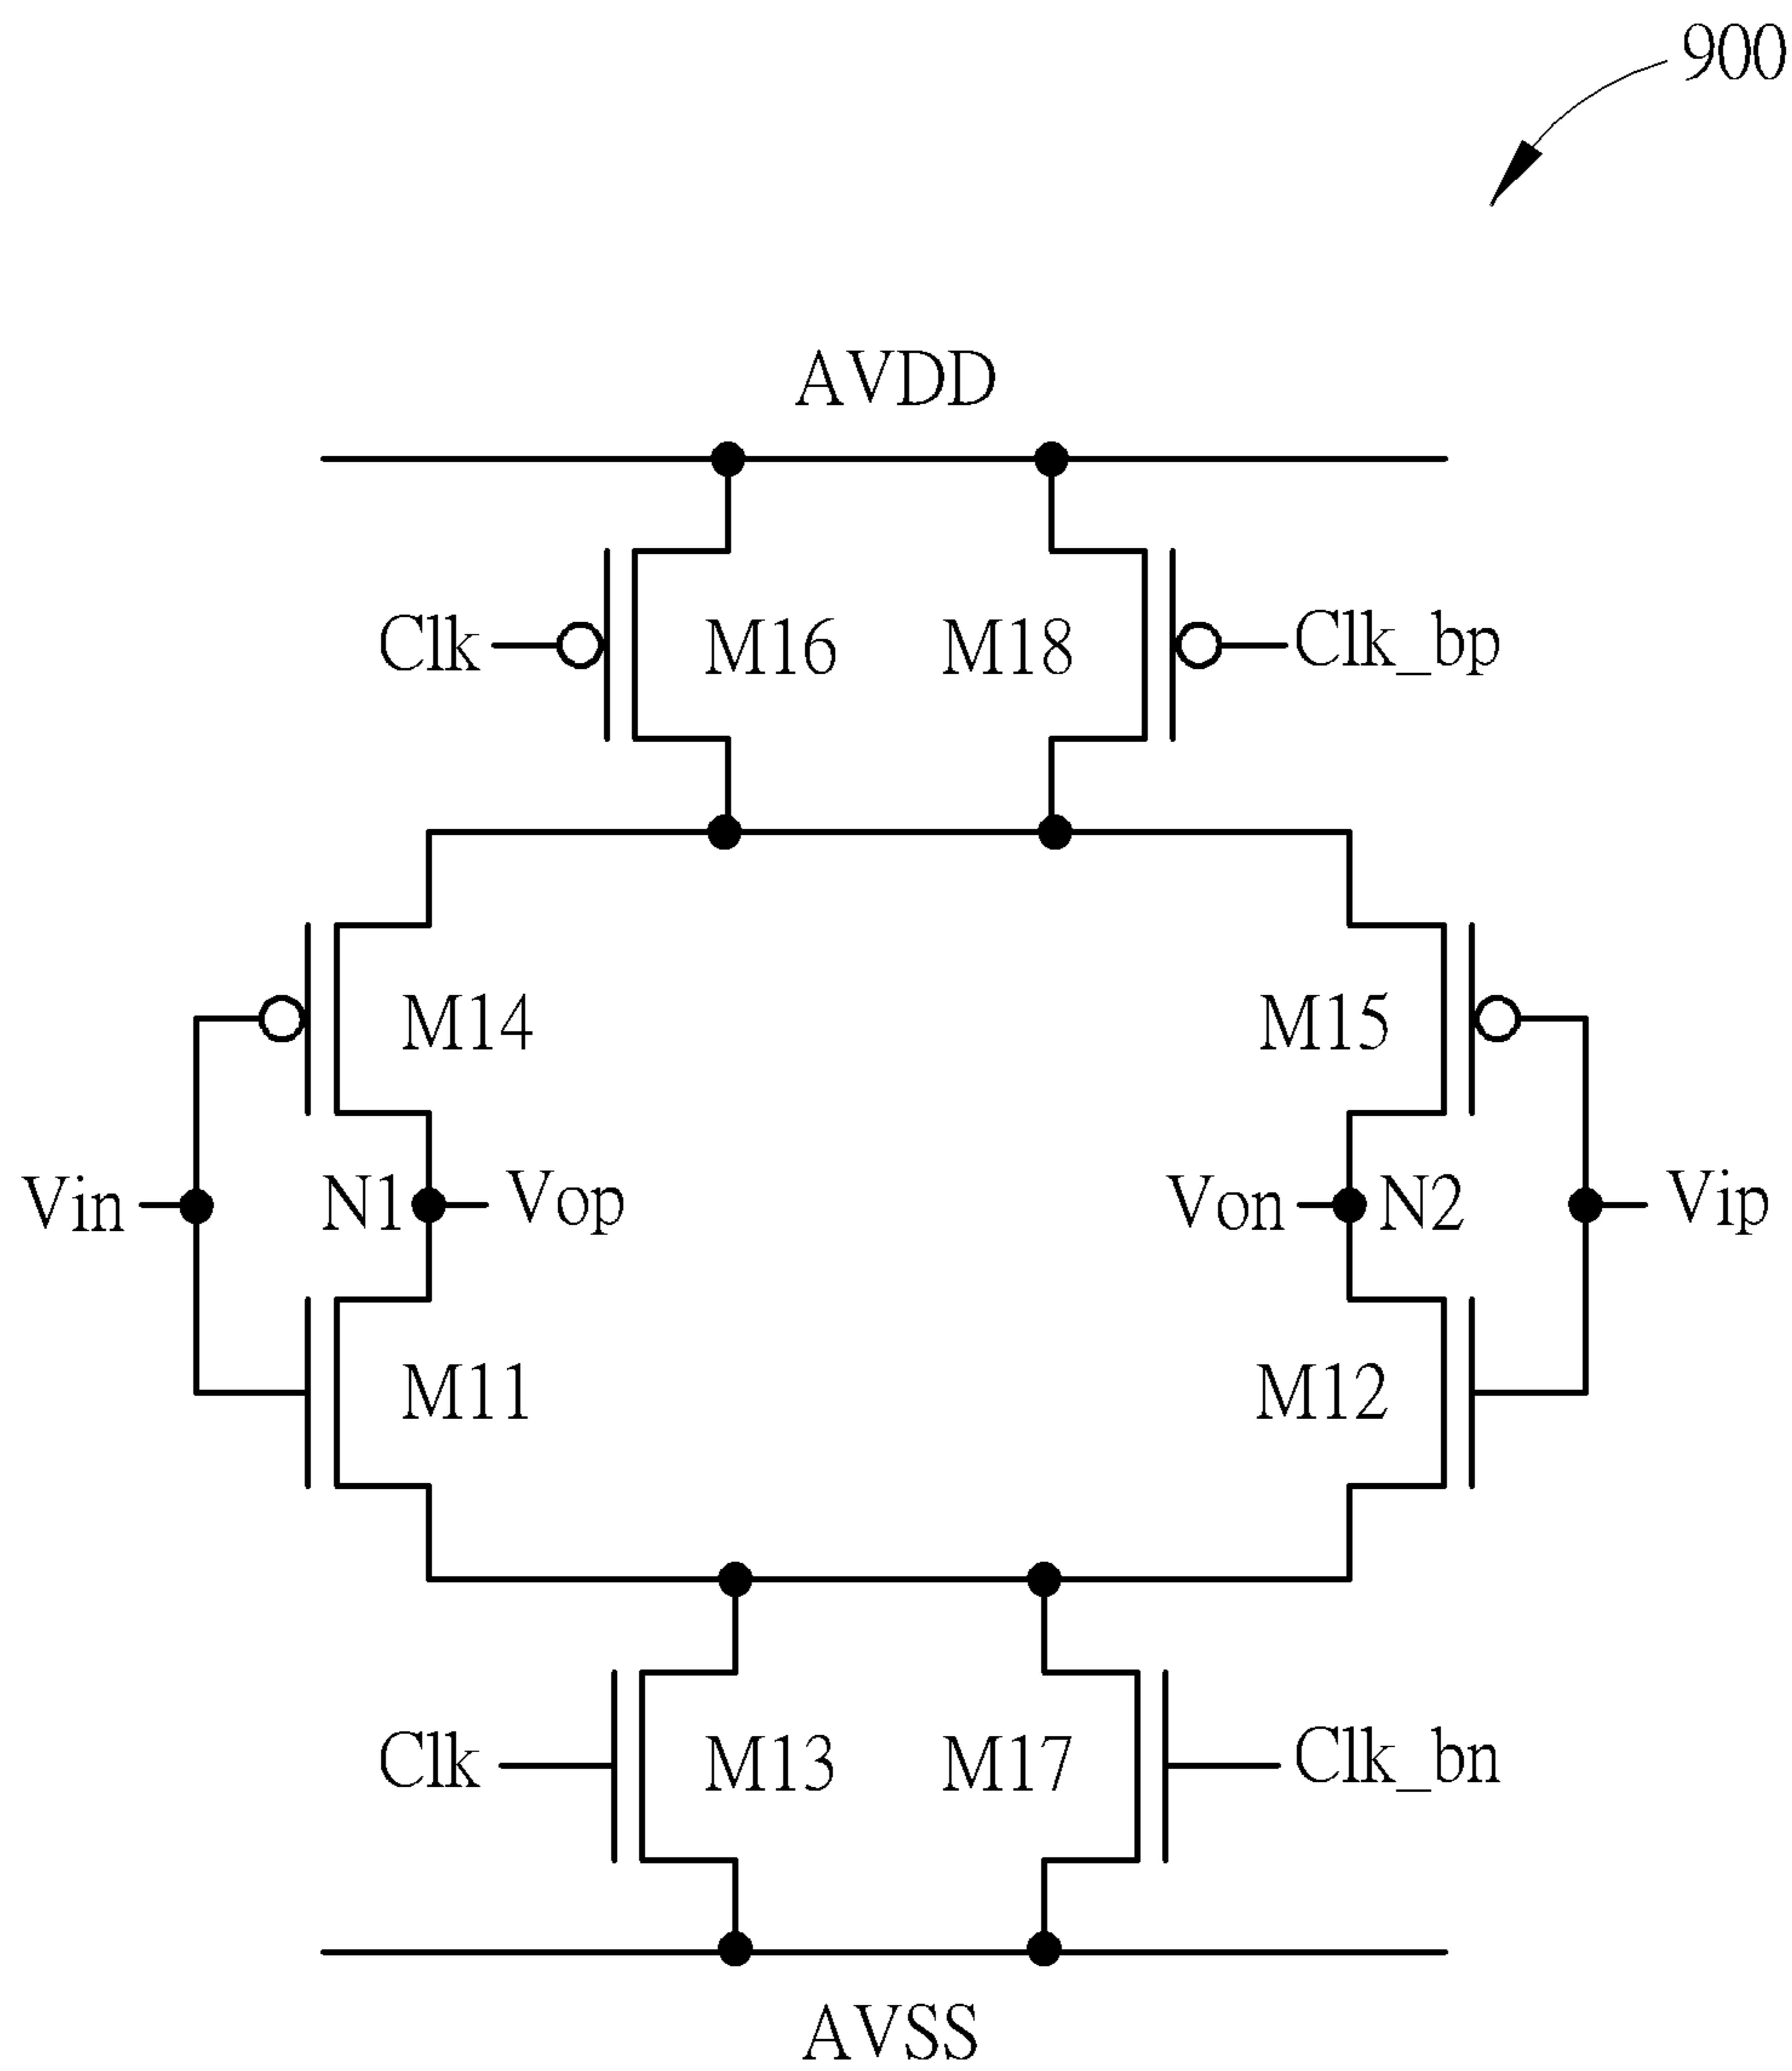 900
AVDD
Clk M16 M18 Clk_bp
M14 M15
Vin N1 Vop Von N2 Vip
M11 M12
Clk M13 M17 Clk_bn
AVSS